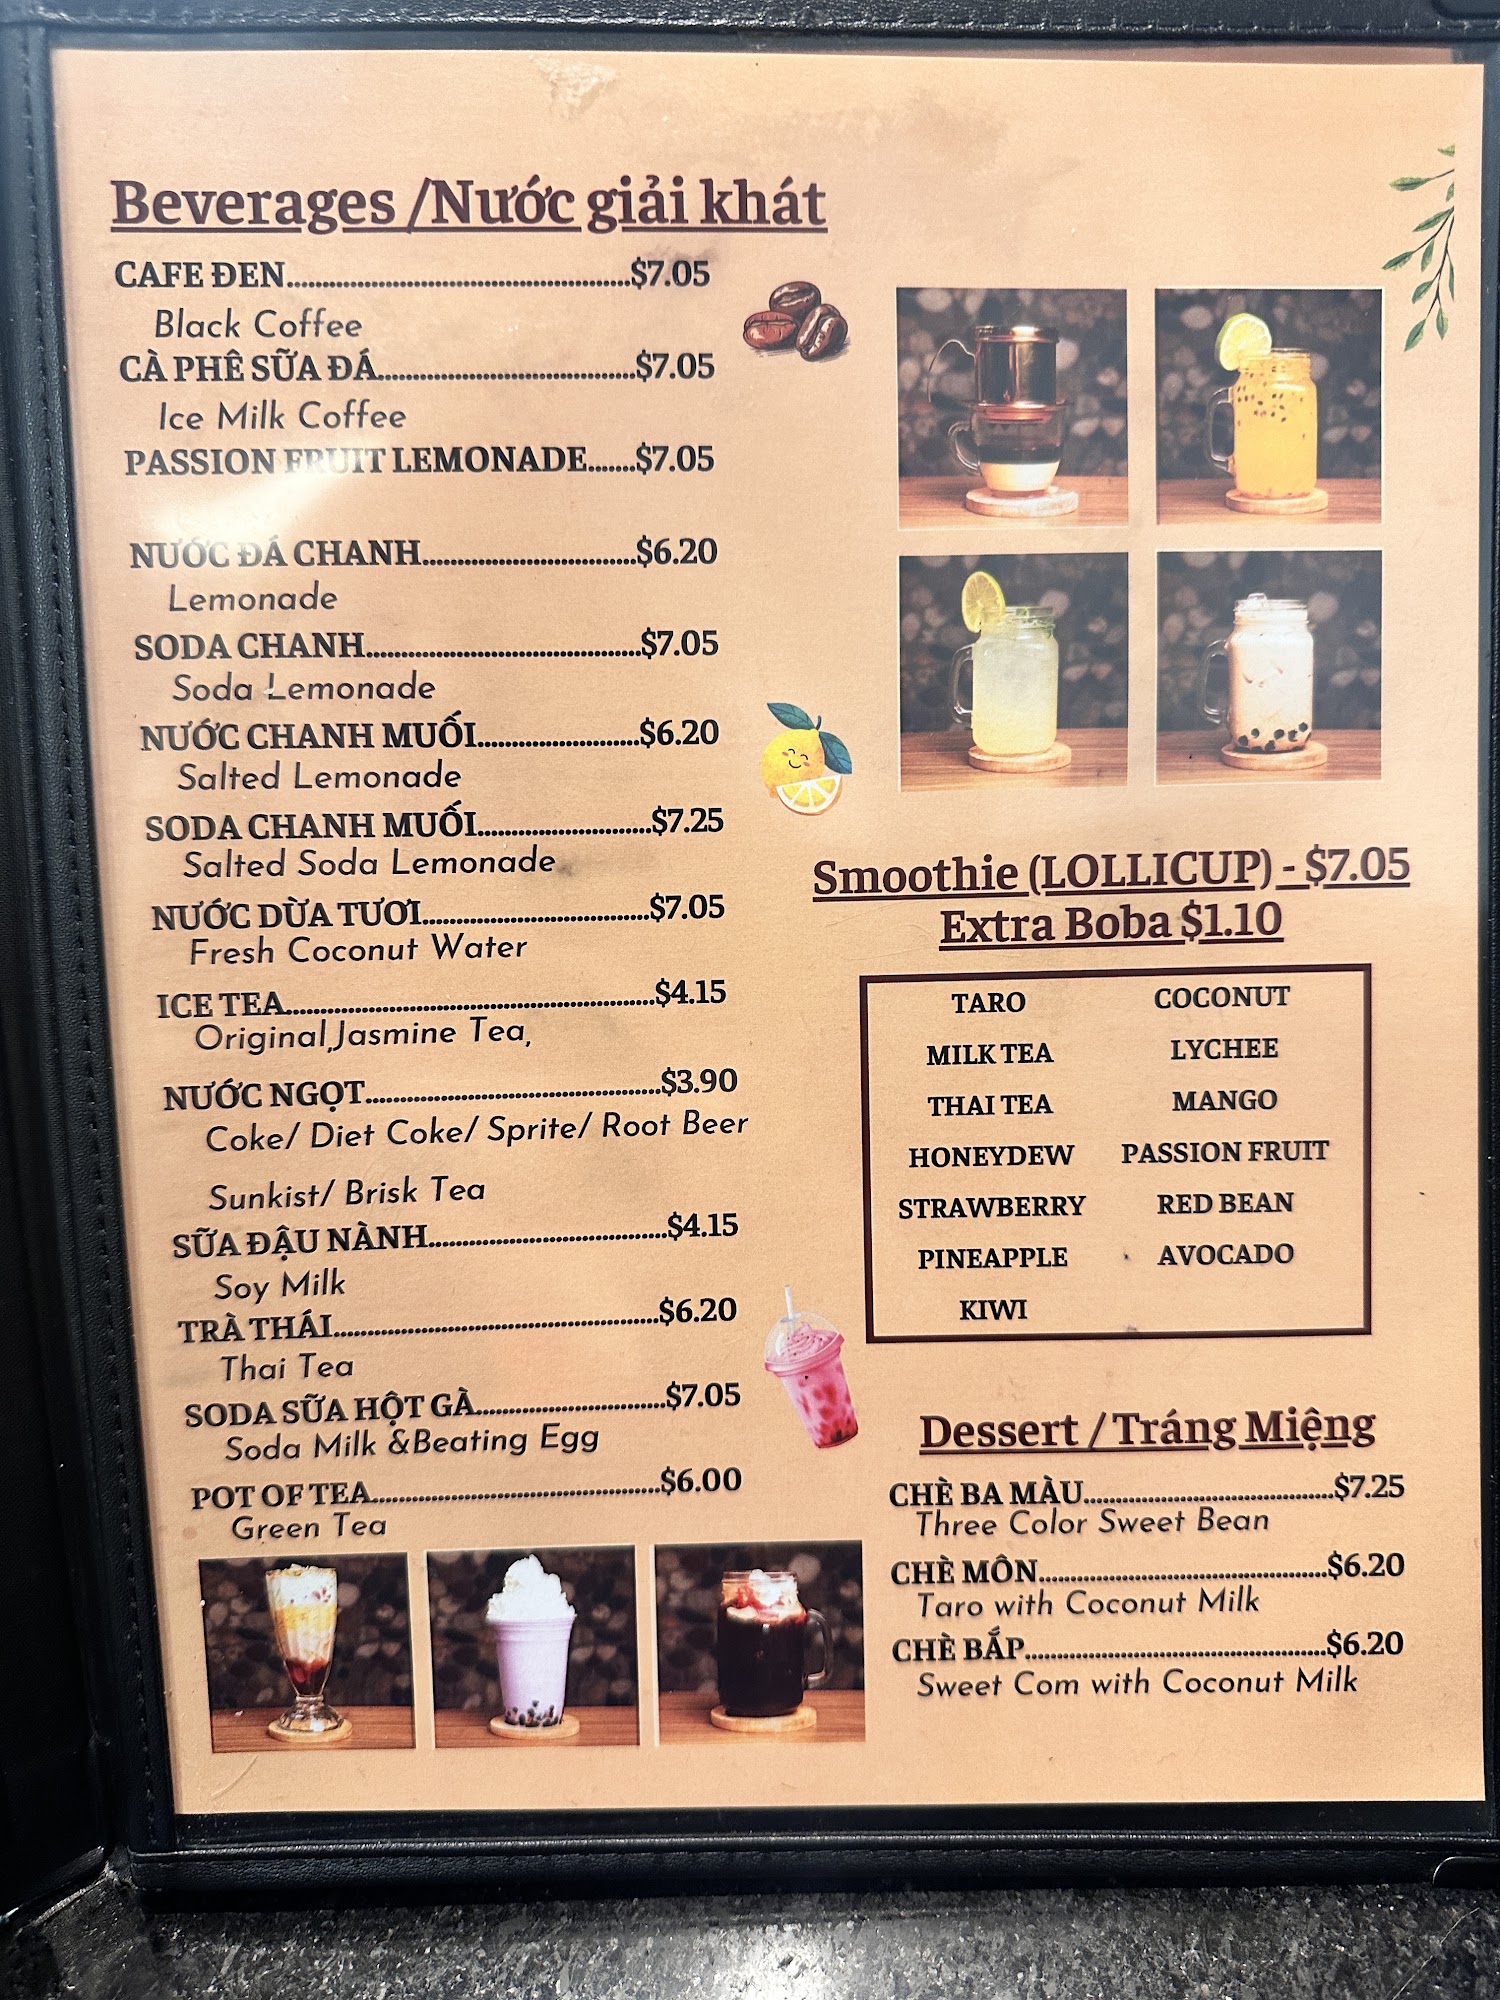 Beverages /Nước giải khát
CAFE ĐEN...........$7.05
Black Coffee
CÀ PHÊ SỮA ĐÁ...........$7.05
Ice Milk Coffee
PASSION FRUIT LEMONADE.......$7.05
NƯỚC ĐÁ CHANH...........$6.20
Lemonade
SODA CHANH...........$7.05
Soda Lemonade
NƯỚC CHANH MUỐI...........$6.20
Salted Lemonade
SODA CHANH MUỐI...........$7.25
Salted Soda Lemonade
NƯỚC DỪA TƯƠI...........$7.05
Fresh Coconut Water
ICE TEA...........$4.15
Original,Jasmine Tea,
NƯỚC NGỌT...........$3.90
Coke/ Diet Coke/ Sprite/ Root Beer
Sunkist/ Brisk Tea
SỮA ĐẬU NÀNH...........$4.15
Soy Milk
TRÀ THÁI...........$6.20
Thai Tea
SODA SỮA HỘT GÀ...........$7.05
Soda Milk &Beating Egg
POT OF TEA...........$6.00
Green Tea
Smoothie (LOLLICUP) - $7.05
Extra Boba $1.10
TARO COCONUT
MILK TEA LYCHEE
THAI TEA MANGO
HONEYDEW PASSION FRUIT
STRAWBERRY RED BEAN
PINEAPPLE AVOCADO
KIWI
Dessert / Tráng Miệng
CHÈ BA MÀU...........$7.25
Three Color Sweet Bean
CHÈ MÔN...........$6.20
Taro with Coconut Milk
CHÈ BẮP...........$6.20
Sweet Com with Coconut Milk